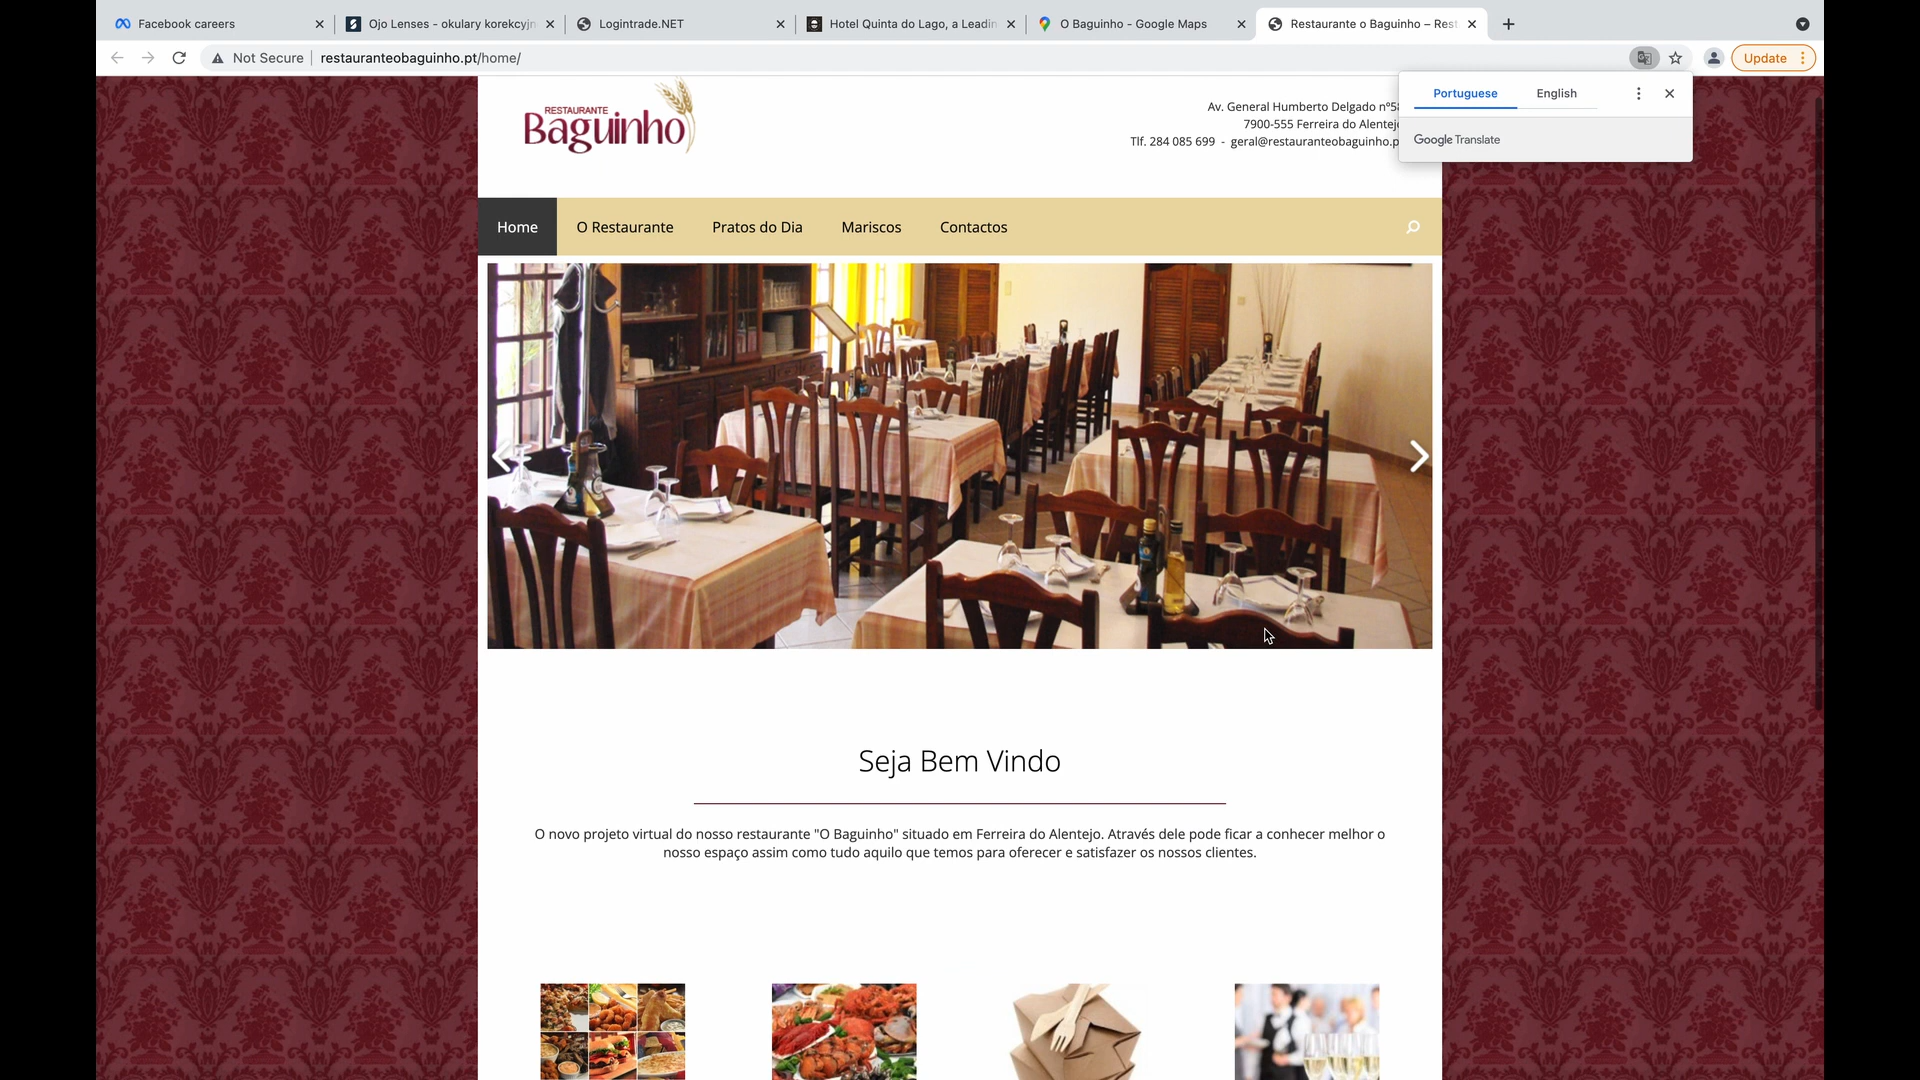 Facebook careers
Ojo Lenses - okulary korekcyjn
Logintrade.NET
Hotel Quinta do Lago, a Leadin
O Baguinho - Google Maps
Restaurante o Baguinho – Rest
Not Secure
restauranteobaguinho.pt/home/
Update
Portuguese
English
Google Translate
RESTAURANTE
Baguinho
Av. General Humberto Delgado nº58
7900-555 Ferreira do Alentejo
Tlf. 284 085 699 - geral@restauranteobaguinho.p
Home
O Restaurante
Pratos do Dia
Mariscos
Contactos
Seja Bem Vindo
O novo projeto virtual do nosso restaurante "O Baguinho" situado em Ferreira do Alentejo. Através dele pode ficar a conhecer melhor o
nosso espaço assim como tudo aquilo que temos para oferecer e satisfazer os nossos clientes.